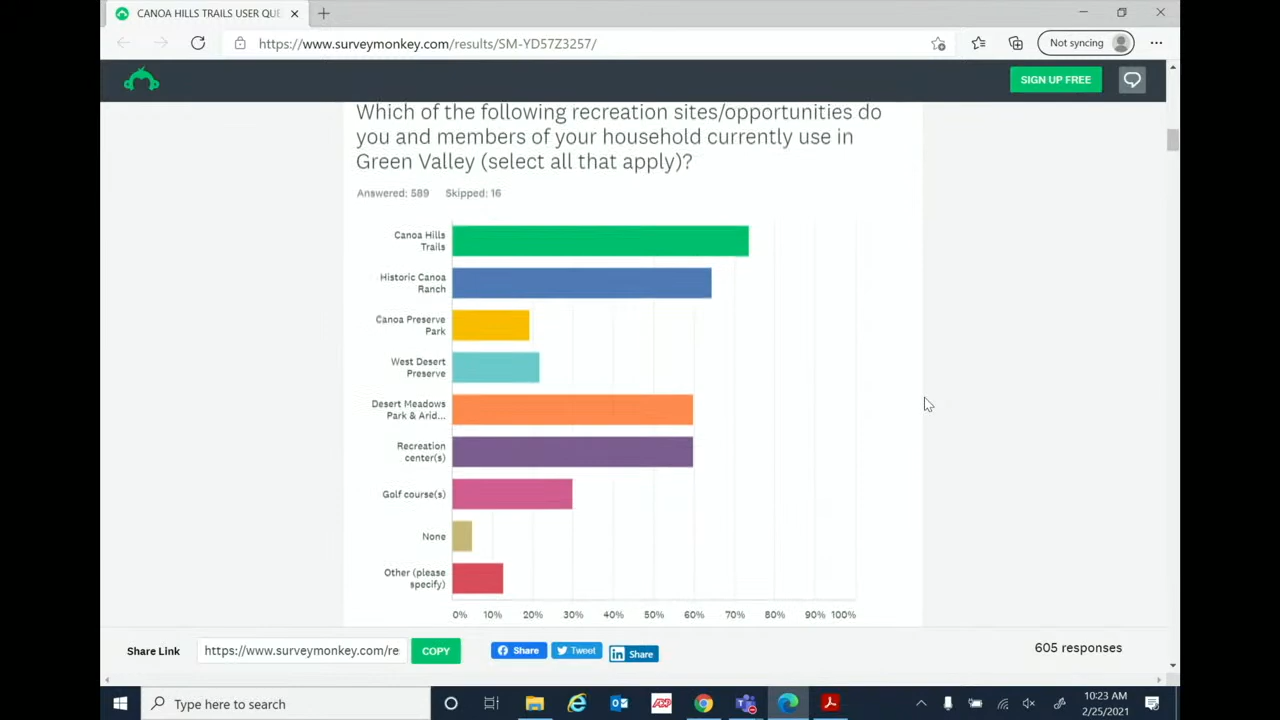 CANOA HILLS TRAILS USER QUE
https://www.surveymonkey.com/results/SM-YD57Z3257/
Not syncing
SIGN UP FREE
Which of the following recreation sites/opportunities do
you and members of your household currently use in
Green Valley (select all that apply)?
Answered: 589 Skipped: 16
Canoa Hills
Trails
Historic Canoa
Ranch
Canoa Preserve
Park
West Desert
Preserve
Desert Meadows
Park & Arid...
Recreation
center(s)
Golf course(s)
None
Other (please
specify)
0% 10% 20% 30% 40% 50% 60% 70% 80% 90% 100%
Share Link
https://www.surveymonkey.com/re
COPY
Share
Tweet
in Share
605 responses
Type here to search
ADP
10:23 AM
2/25/2021